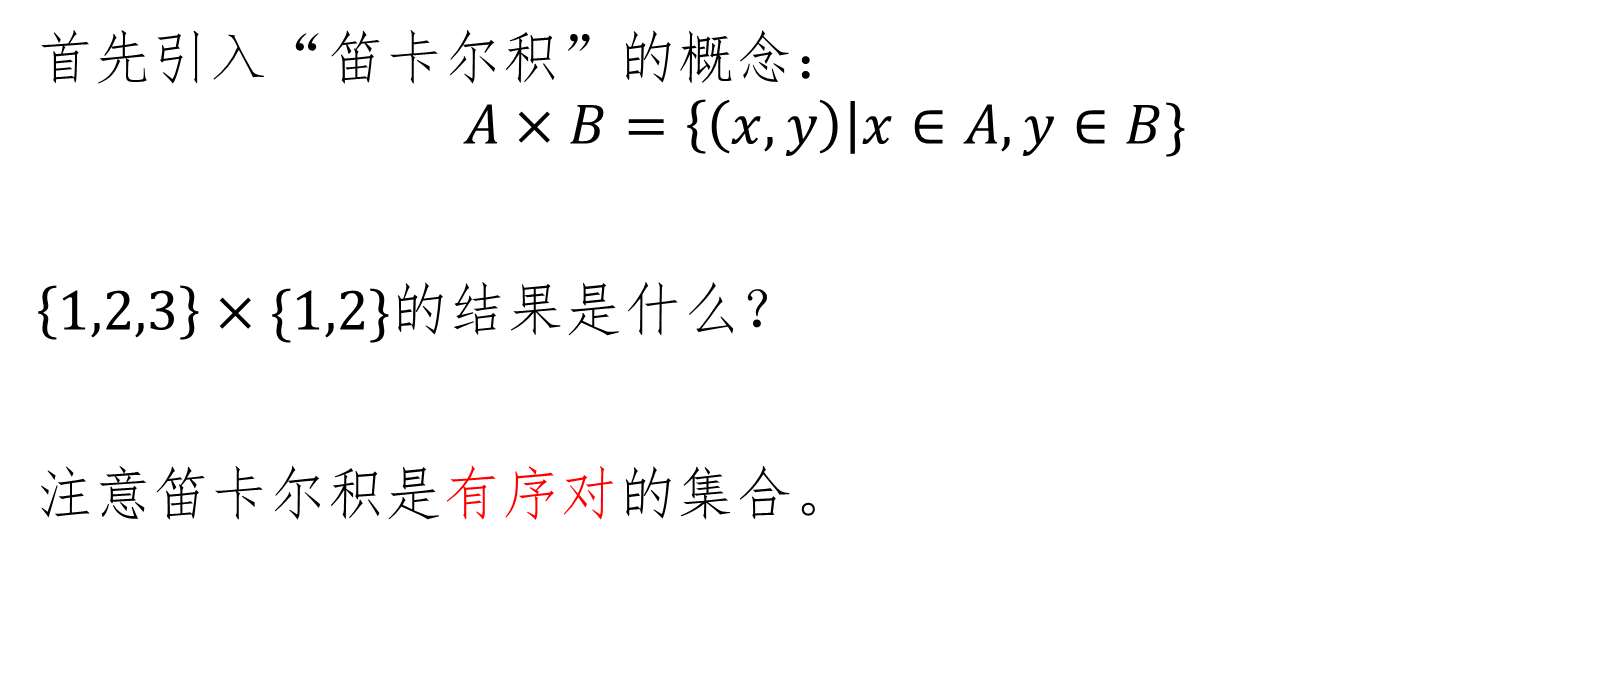 首先引入“笛卡尔积”的概念：
A × B = {(x, y)|x ∈ A, y ∈ B}
{1,2,3} × {1,2}的结果是什么？
注意笛卡尔积是有序对的集合。